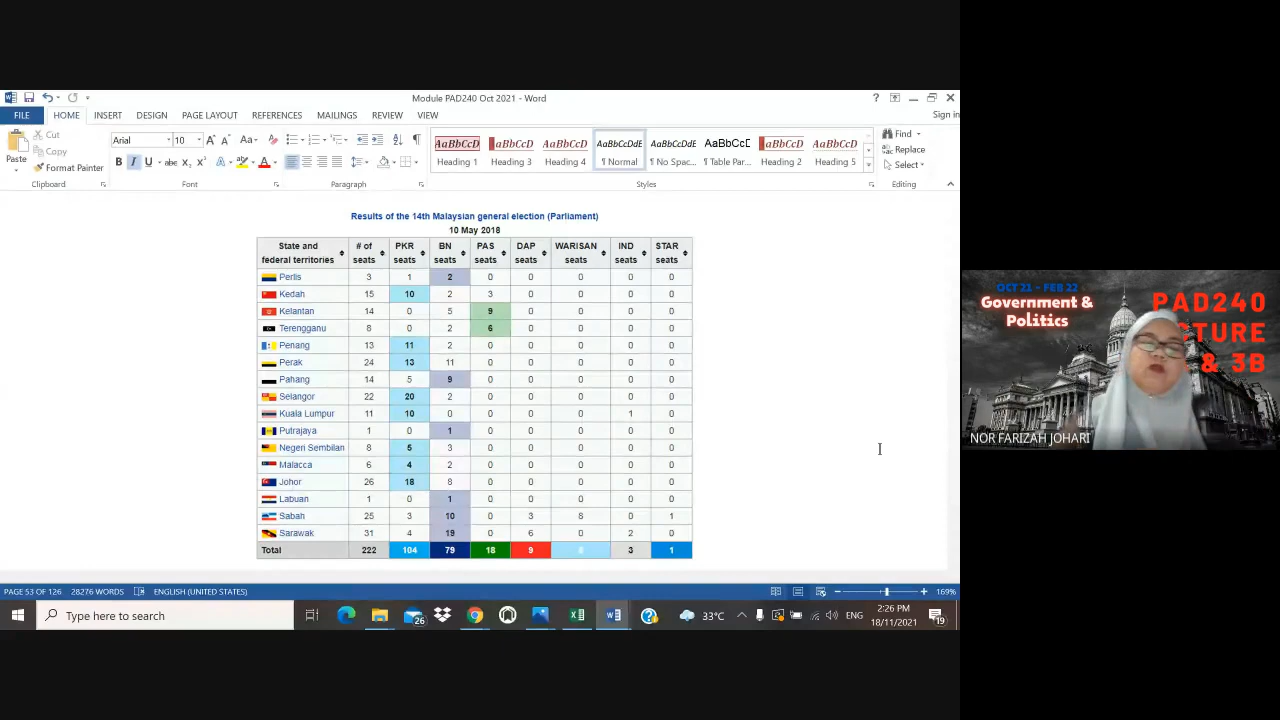 Module PAD240 Oct 2021 - Word
Sign in
FILE HOME INSERT DESIGN PAGE LAYOUT REFERENCES MAILINGS REVIEW VIEW
Paste
Cut
Copy
Format Painter
Clipboard
Arial 10
Font
Paragraph
AaBbCcD AaBbCcD AaBbCcD AaBbCcDdE AaBbCcDdE AaBbCc AaBbCcD AaBbCcD
Heading 1 Heading 3 Heading 4 ¶ Normal ¶ No Spac... ¶ Table Par... Heading 2 Heading 5
Styles
Find
Replace
Select
Editing
Results of the 14th Malaysian general election (Parliament)
10 May 2018
State and federal territories # of seats PKR seats BN seats PAS seats DAP seats WARISAN seats IND seats STAR seats
Perlis 3 1 2 0 0 0 0 0
Kedah 15 10 2 3 0 0 0 0
Kelantan 14 0 5 9 0 0 0 0
Terengganu 8 0 2 6 0 0 0 0
Penang 13 11 2 0 0 0 0 0
Perak 24 13 11 0 0 0 0 0
Pahang 14 5 9 0 0 0 0 0
Selangor 22 20 2 0 0 0 0 0
Kuala Lumpur 11 10 0 0 0 0 1 0
Putrajaya 1 0 1 0 0 0 0 0
Negeri Sembilan 8 5 3 0 0 0 0 0
Malacca 6 4 2 0 0 0 0 0
Johor 26 18 8 0 0 0 0 0
Labuan 1 0 1 0 0 0 0 0
Sabah 25 3 10 0 3 8 0 1
Sarawak 31 4 19 0 6 0 2 0
Total 222 104 79 18 9 8 3 1
PAGE 53 OF 126 28276 WORDS ENGLISH (UNITED STATES) 169%
Type here to search
26
33°C
ENG
2:26 PM
18/11/2021
19
OCT 21 - FEB 22
Government &
Politics
PAD240
CTURE
& 3B
NOR FARIZAH JOHARI